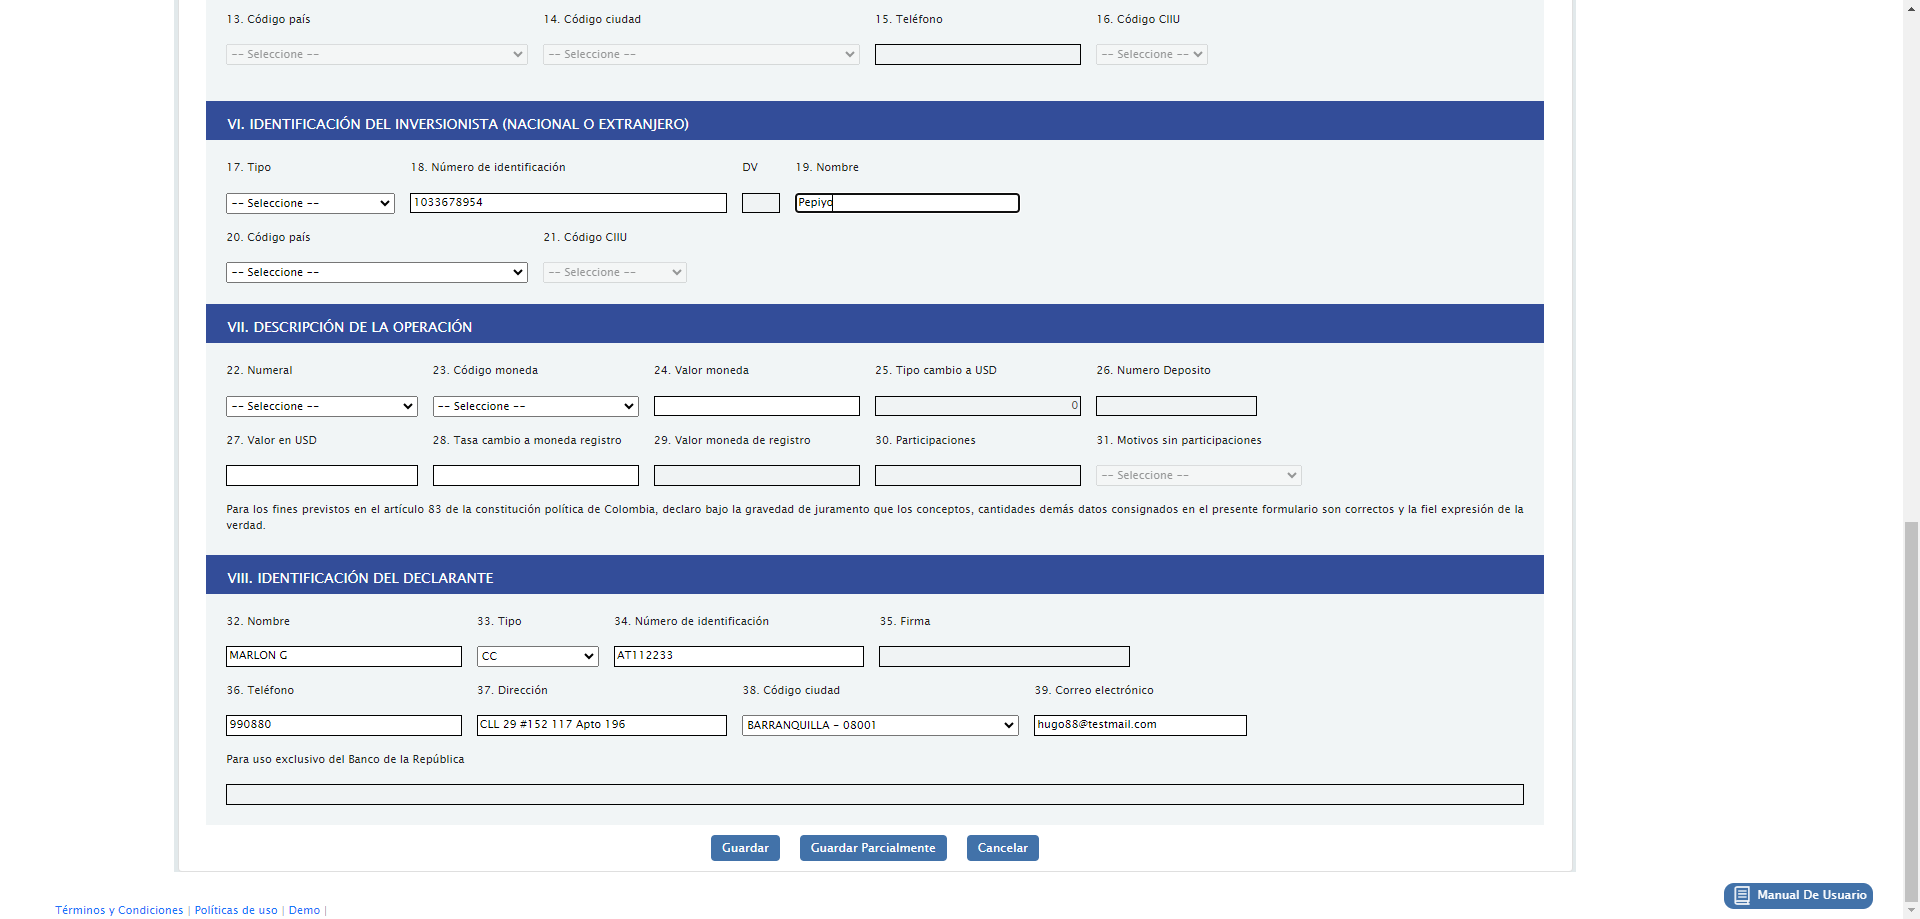 13. Código país 14. Código ciudad 15. Teléfono 16. Código CIIU
-- Seleccione -- -- Seleccione -- -- Seleccione --
VI. IDENTIFICACIÓN DEL INVERSIONISTA (NACIONAL O EXTRANJERO)
17. Tipo 18. Número de identificación DV 19. Nombre
-- Seleccione -- 1033678954 Pepiyo
20. Código país 21. Código CIIU
-- Seleccione -- -- Seleccione --
VII. DESCRIPCIÓN DE LA OPERACIÓN
22. Numeral 23. Código moneda 24. Valor moneda 25. Tipo cambio a USD 26. Numero Deposito
-- Seleccione -- -- Seleccione -- 0
27. Valor en USD 28. Tasa cambio a moneda registro 29. Valor moneda de registro 30. Participaciones 31. Motivos sin participaciones
-- Seleccione --
Para los fines previstos en el artículo 83 de la constitución política de Colombia, declaro bajo la gravedad de juramento que los conceptos, cantidades demás datos consignados en el presente formulario son correctos y la fiel expresión de la
verdad.
VIII. IDENTIFICACIÓN DEL DECLARANTE
32. Nombre 33. Tipo 34. Número de identificación 35. Firma
MARLON G CC AT112233
36. Teléfono 37. Dirección 38. Código ciudad 39. Correo electrónico
990880 CLL 29 #152 117 Apto 196 BARRANQUILLA - 08001 hugo88@testmail.com
Para uso exclusivo del Banco de la República
Guardar Guardar Parcialmente Cancelar
Manual De Usuario
Términos y Condiciones | Políticas de uso | Demo |